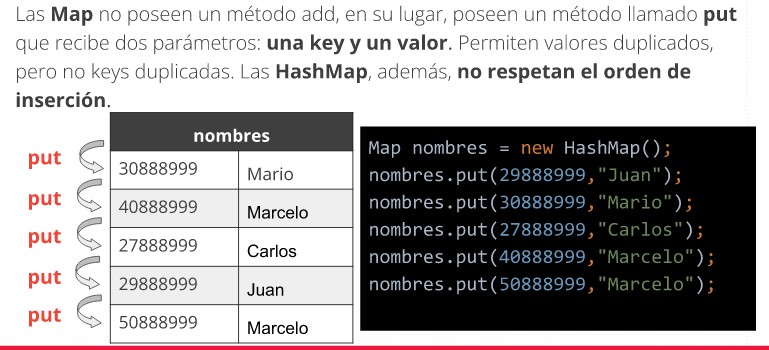 Las Map no poseen un método add, en su lugar, poseen un método llamado put
que recibe dos parámetros: una key y un valor. Permiten valores duplicados,
pero no keys duplicadas. Las HashMap, además, no respetan el orden de
inserción.
nombres
put 30888999 Mario
put 40888999 Marcelo
put 27888999 Carlos
put 29888999 Juan
put 50888999 Marcelo
Map nombres = new HashMap();
nombres.put(29888999,"Juan");
nombres.put(30888999,"Mario");
nombres.put(27888999,"Carlos");
nombres.put(40888999,"Marcelo");
nombres.put(50888999,"Marcelo");